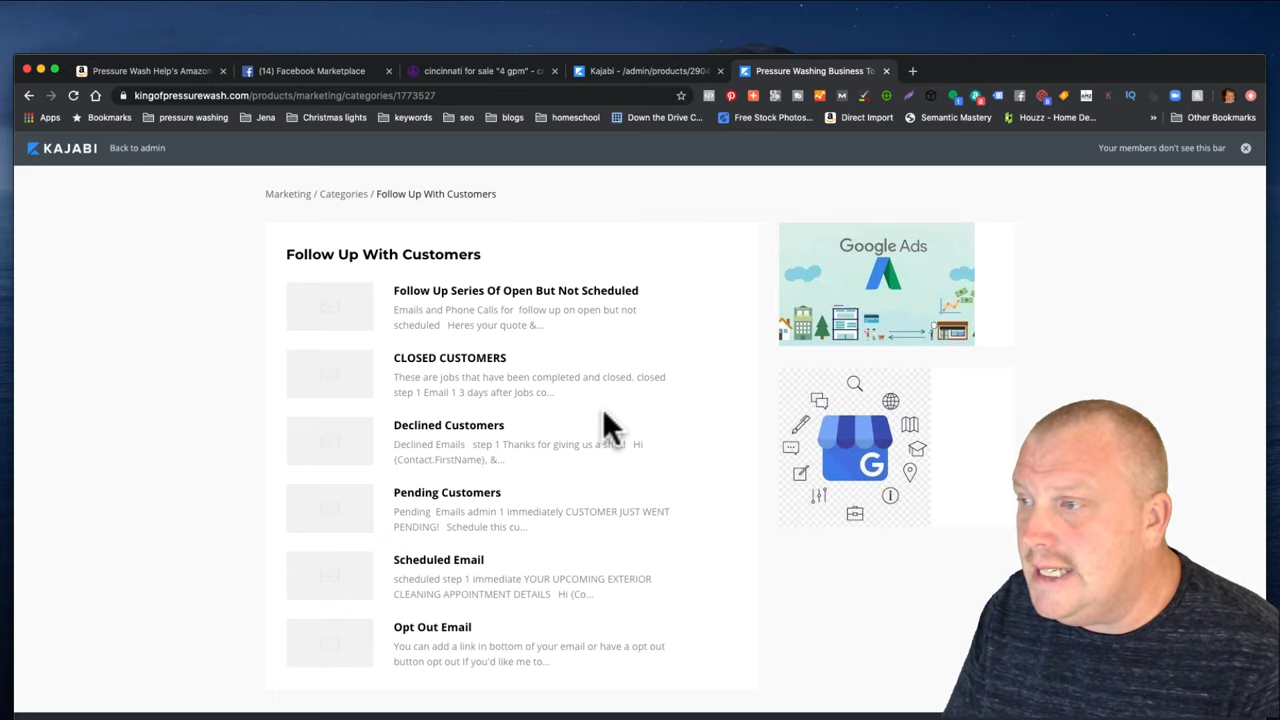 Pressure Wash Help's Amazon
(14) Facebook Marketplace
cincinnati for sale "4 gpm" - c
Kajabi - /admin/products/2904
Pressure Washing Business To
kingofpressurewash.com/products/marketing/categories/1773527
Apps
Bookmarks
pressure washing
Jena
Christmas lights
keywords
seo
blogs
homeschool
Down the Drive C...
Free Stock Photos...
Direct Import
Semantic Mastery
Houzz - Home De...
»
Other Bookmarks
KAJABI
Back to admin
Your members don't see this bar
Marketing / Categories / Follow Up With Customers
Follow Up With Customers
Follow Up Series Of Open But Not Scheduled
Emails and Phone Calls for follow up on open but not
scheduled Heres your quote &...
CLOSED CUSTOMERS
These are jobs that have been completed and closed. closed
step 1 Email 1 3 days after Jobs co...
Declined Customers
Declined Emails step 1 Thanks for giving us a Hi
{Contact.FirstName}, &...
Pending Customers
Pending Emails admin 1 immediately CUSTOMER JUST WENT
PENDING! Schedule this cu...
Scheduled Email
scheduled step 1 immediate YOUR UPCOMING EXTERIOR
CLEANING APPOINTMENT DETAILS Hi {Co...
Opt Out Email
You can add a link in bottom of your email or have a opt out
button opt out If you'd like me to...
Google Ads
G